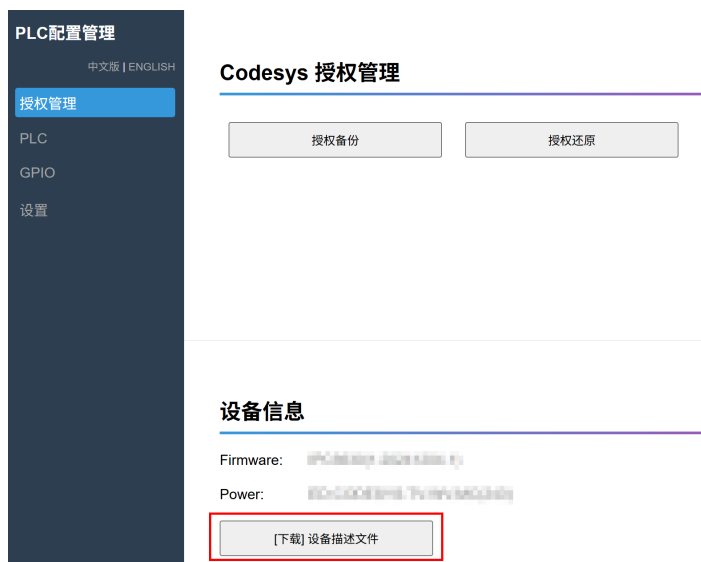 PLC配置管理
中文版 | ENGLISH
授权管理
PLC
GPIO
设置
Codesys 授权管理
授权备份
授权还原
设备信息
Firmware:
Power:
[下载] 设备描述文件